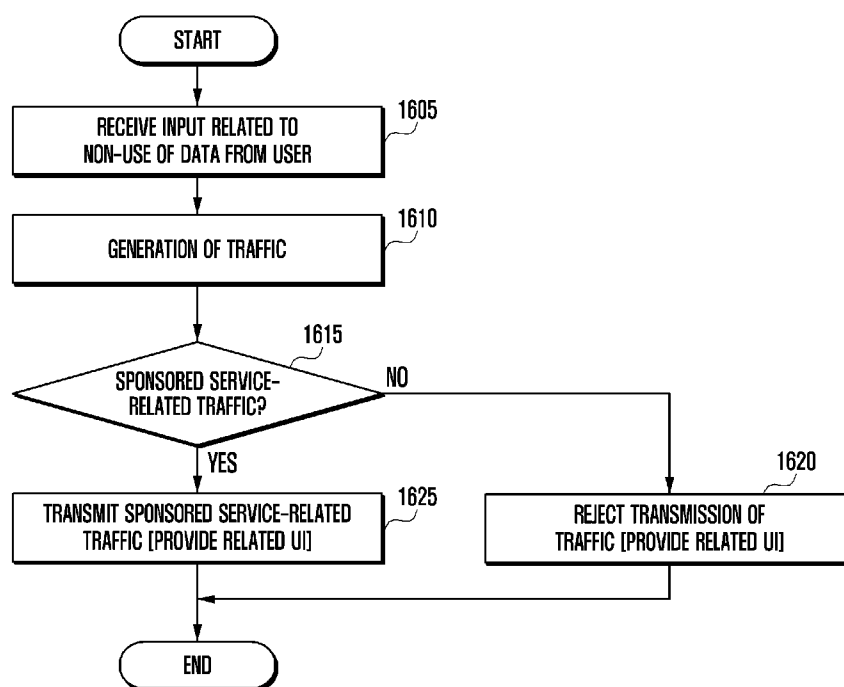 START
1605
RECEIVE INPUT RELATED TO
NON-USE OF DATA FROM USER
1610
GENERATION OF TRAFFIC
1615
SPONSORED SERVICE-
RELATED TRAFFIC?
NO
YES
1625
TRANSMIT SPONSORED SERVICE-RELATED
TRAFFIC [PROVIDE RELATED UI]
1620
REJECT TRANSMISSION OF
TRAFFIC [PROVIDE RELATED UI]
END